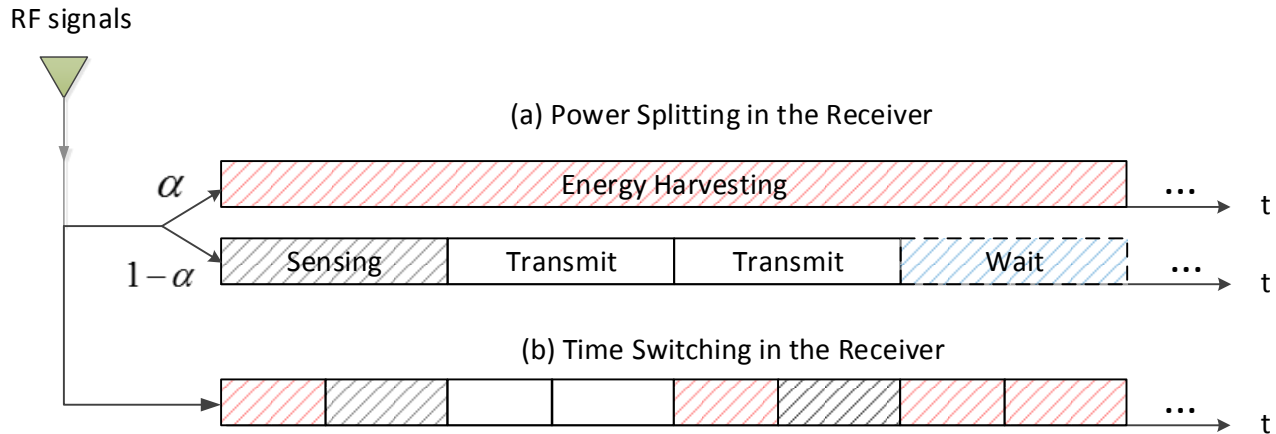 RF signals
(a) Power Splitting in the Receiver
α
Energy Harvesting
...
t
1−α
Sensing
Transmit
Transmit
Wait
...
t
(b) Time Switching in the Receiver
...
t